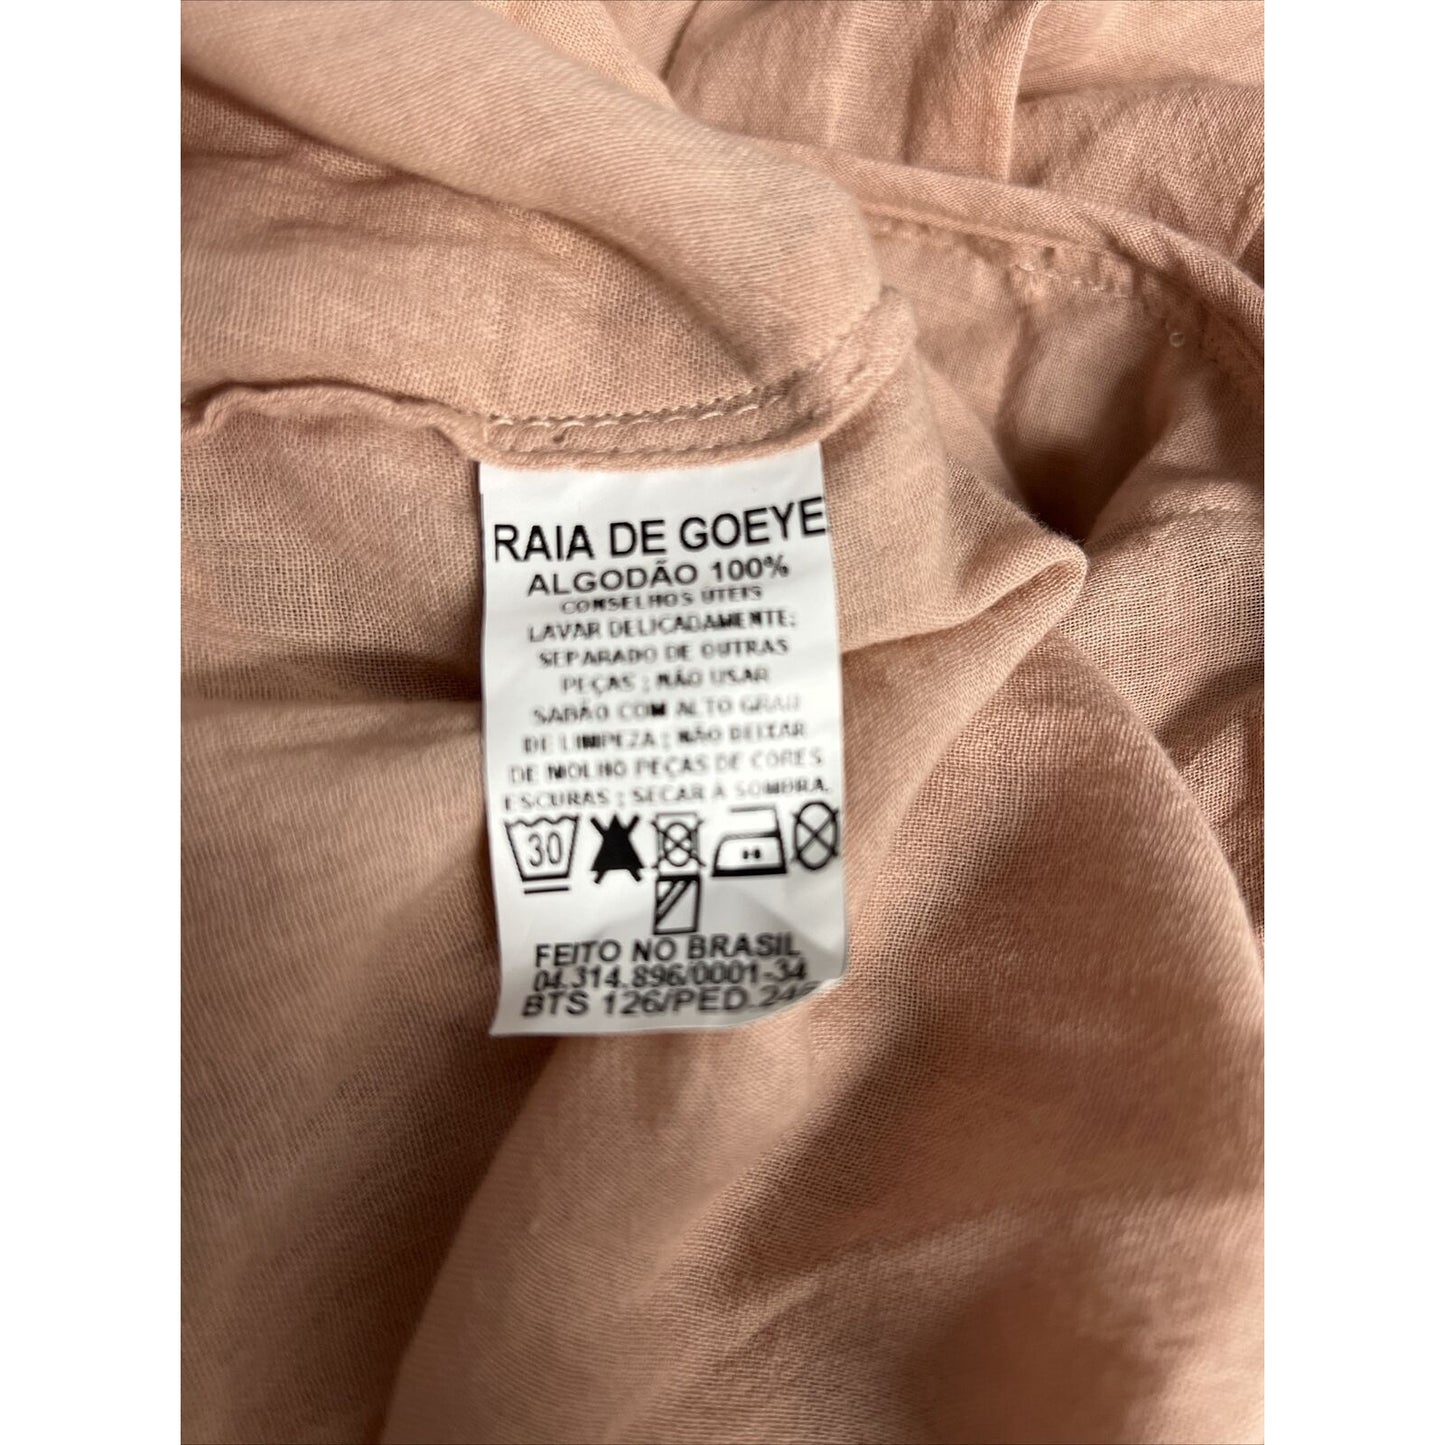 RAIA DE GOEYE
ALGODÃO 100%
CONSELHOS ÚTEIS
LAVAR DELICADAMENTE;
SEPARADO DE OUTRAS
PEÇAS ; NÃO USAR
SABÃO COM ALTO GRAU
DE LIMPEZA ; NÃO DEIXAR
DE MOLHO PEÇAS DE CORES
ESCURAS ; SECAR À SOMBRA.
30
FEITO NO BRASIL
04.314.896/0001-34
BTS 126/PED.